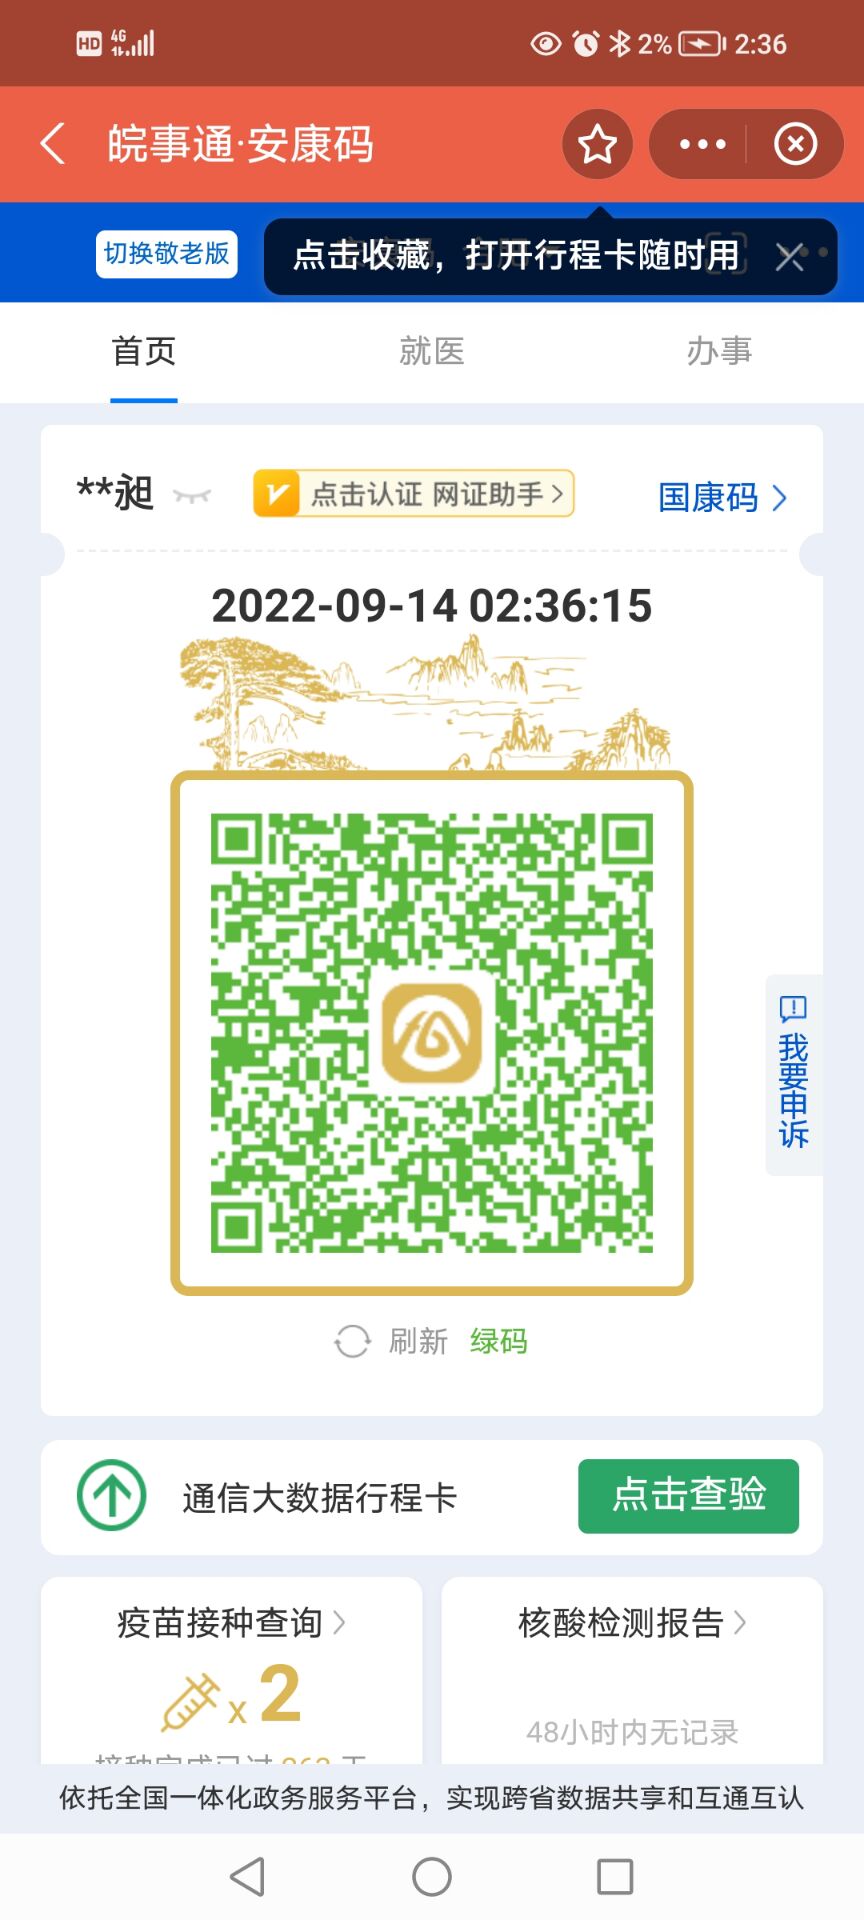 HD 4G 2% 2:36
皖事通·安康码
切换敬老版
点击收藏，打开行程卡随时用
首页 就医 办事
**昶 点击认证 网证助手 国康码
2022-09-14 02:36:15
我要申诉
刷新 绿码
通信大数据行程卡 点击查验
疫苗接种查询 核酸检测报告
x 2
48小时内无记录
依托全国一体化政务服务平台，实现跨省数据共享和互通互认